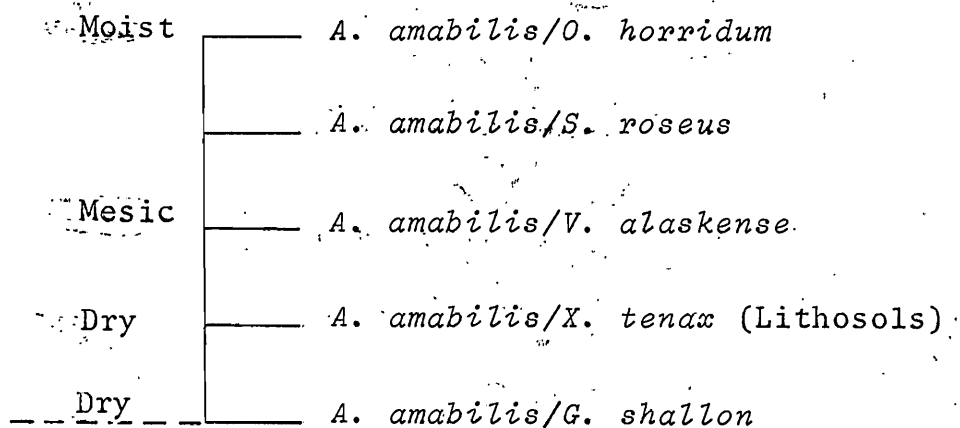 Moist A. amabilis/O. horridum
A. amabilis/S. roseus
Mesic A. amabilis/V. alaskense
Dry A. amabilis/X. tenax (Lithosols)
Dry A. amabilis/G. shallon